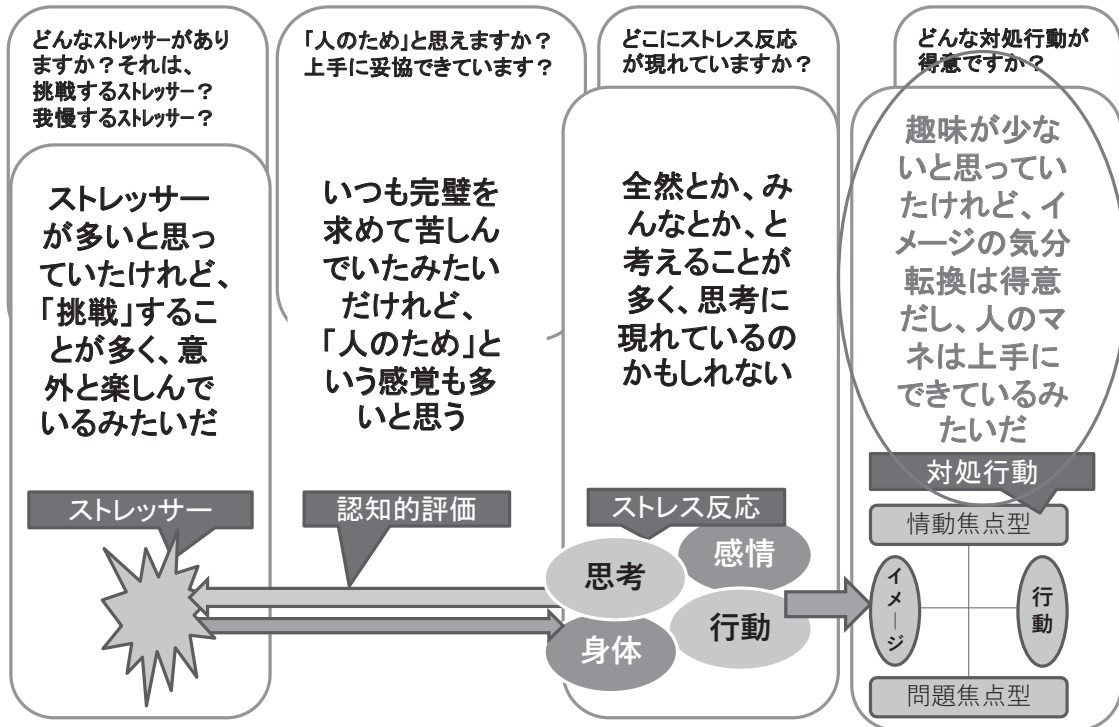 どんなストレッサーがあり
ますか？それは、
挑戦するストレッサー？
我慢するストレッサー？
ストレッサー
が多いと思っ
ていたけれど、
「挑戦」するこ
とが多く、意
外と楽しんで
いるみたいだ
ストレッサー
「人のため」と思えますか？
上手に妥協できています？
いつも完璧を
求めて苦しん
でいたみたい
だけれど、
「人のため」と
いう感覚も多
いと思う
認知的評価
どこにストレス反応
が現れていますか？
全然とか、み
んなとか、と
考えることが
多く、思考に
現れているの
かもしれない
ストレス反応
思考
感情
身体
行動
どんな対処行動が
得意ですか？
趣味が少な
いと思ってい
たけれど、イ
メージの気分
転換は得意
だし、人のマ
ネは上手に
できているみ
たいだ
対処行動
情動焦点型
イメージ
行動
問題焦点型